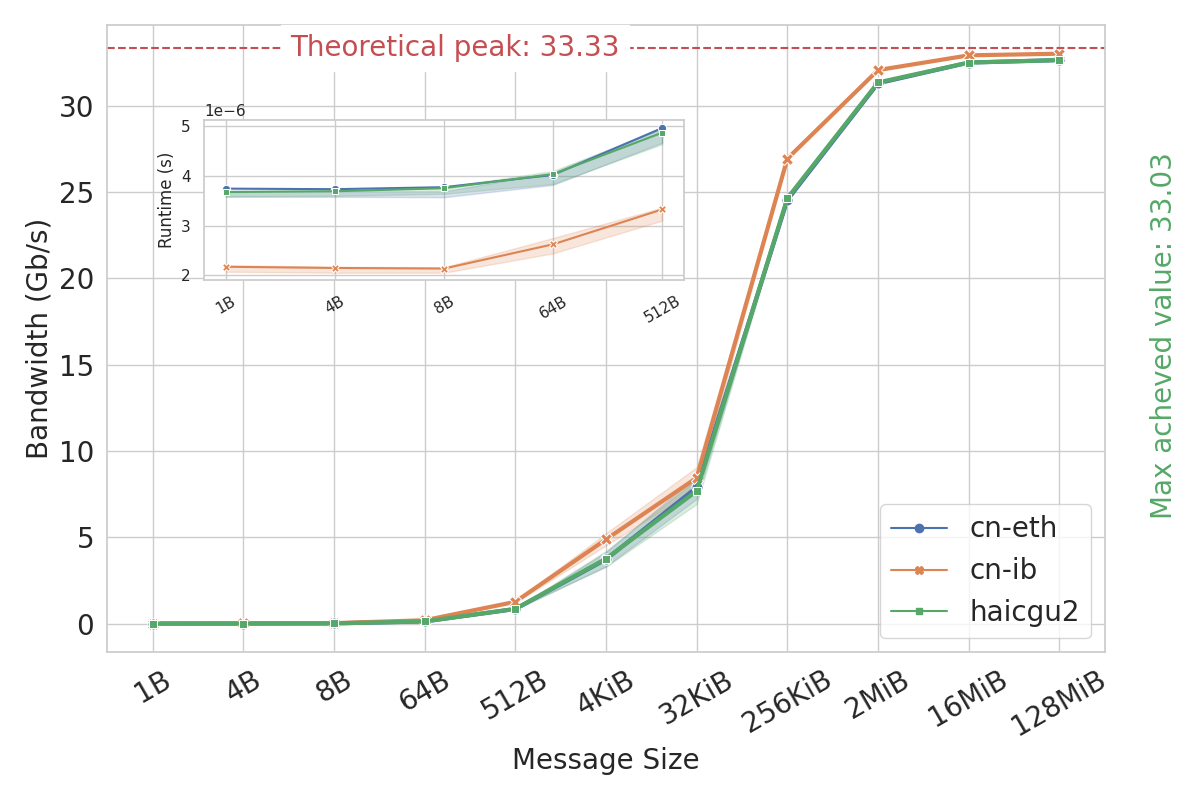 Theoretical peak: 33.33
Bandwidth (Gb/s)
30
25
20
15
10
5
0
1e−6
Runtime (s)
5
4
3
2
1B
4B
8B
64B
512B
cn-eth
cn-ib
haicgu2
1B
4B
8B
64B
512B
4KiB
32KiB
256KiB
2MiB
16MiB
128MiB
Message Size
Max acheved value: 33.03